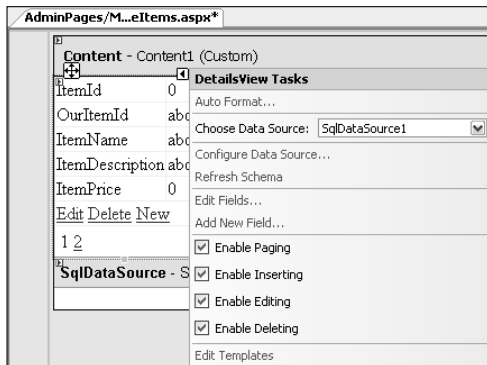 AdminPages/M...eItems.aspx*
Content - Content1 (Custom)
DetailsView Tasks
Auto Format...
Choose Data Source: SqlDataSource1
Configure Data Source...
Refresh Schema
Edit Fields...
Add New Field...
Enable Paging
Enable Inserting
Enable Editing
Enable Deleting
Edit Templates
ItemId 0
OurItemId abc
ItemName abc
ItemDescription abc
ItemPrice 0
Edit Delete New
1 2
SqlDataSource - S